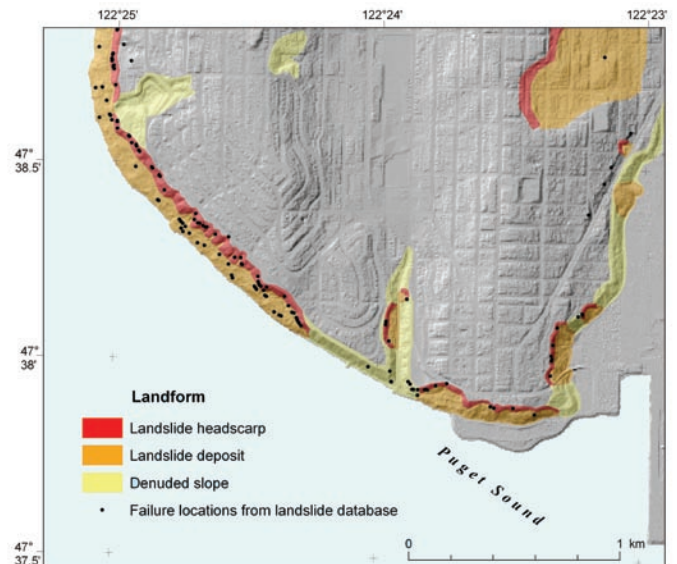 122°25' 122°24' 122°23'
47°
38.5'
47°
38'
Landform
Landslide headscarp
Landslide deposit
Denuded slope
Failure locations from landslide database
Puget Sound
47°
37.5'
0 1 km